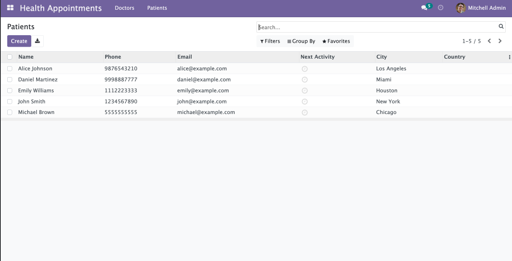 Health Appointments Doctors Patients 1 Mitchell Admin
Patients Search...
Create Filters Group By Favorites 1-5 / 5
Name Phone Email Next Activity City Country
Alice Johnson 9876543210 alice@example.com Los Angeles
Daniel Martinez 9998887777 daniel@example.com Miami
Emily Williams 1112223333 emily@example.com Houston
John Smith 1234567890 john@example.com New York
Michael Brown 5555555555 michael@example.com Chicago